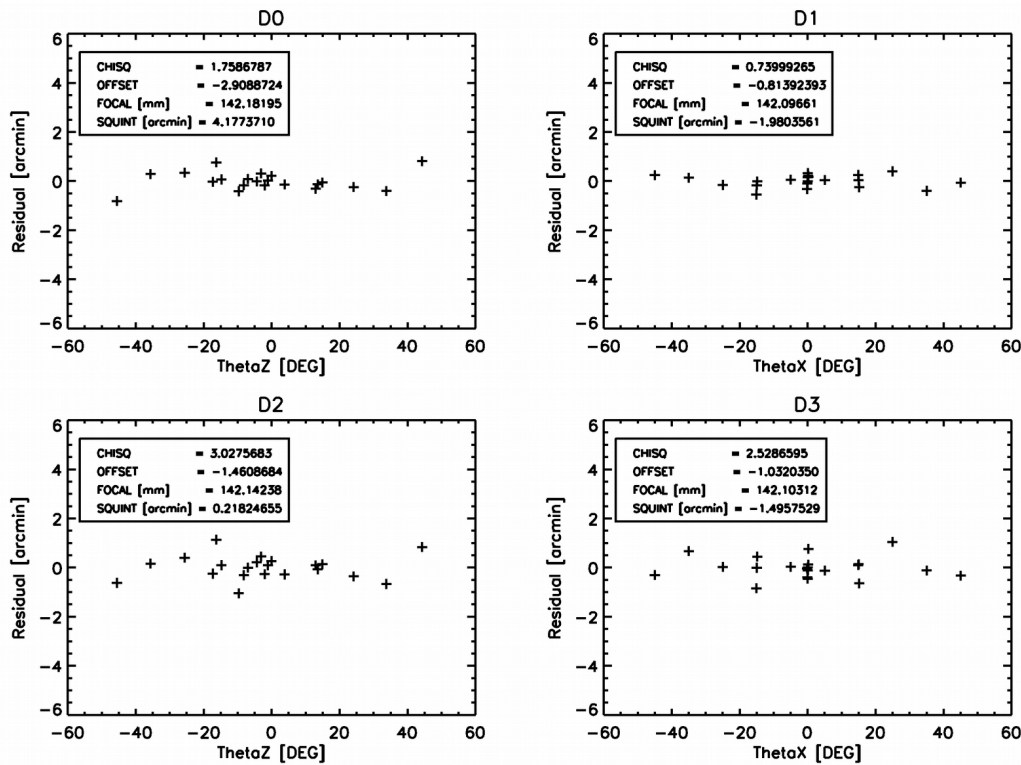 D0
6
4
2
0
−2
−4
−6
Residual [arcmin]
CHISQ = 1.7586787
OFFSET = −2.9088724
FOCAL [mm] = 142.18195
SQUINT [arcmin] = 4.1773710
−60 −40 −20 0 20 40 60
ThetaZ [DEG]
D1
6
4
2
0
−2
−4
−6
Residual [arcmin]
CHISQ = 0.73999265
OFFSET = −0.81392393
FOCAL [mm] = 142.09661
SQUINT [arcmin] = −1.9803561
−60 −40 −20 0 20 40 60
ThetaX [DEG]
D2
6
4
2
0
−2
−4
−6
Residual [arcmin]
CHISQ = 3.0275683
OFFSET = −1.4608684
FOCAL [mm] = 142.14238
SQUINT [arcmin] = 0.21824655
−60 −40 −20 0 20 40 60
ThetaZ [DEG]
D3
6
4
2
0
−2
−4
−6
Residual [arcmin]
CHISQ = 2.5286595
OFFSET = −1.0320350
FOCAL [mm] = 142.10312
SQUINT [arcmin] = −1.4957529
−60 −40 −20 0 20 40 60
ThetaX [DEG]